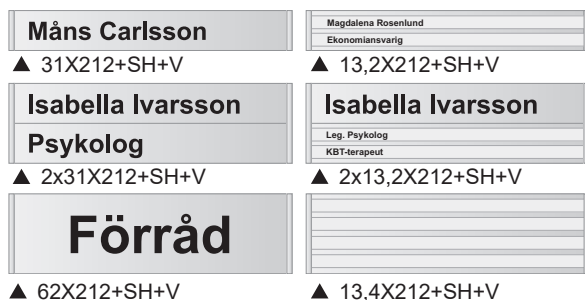 Måns Carlsson
▲ 31X212+SH+V
Magdalena Rosenlund
Ekonomiansvarig
▲ 13,2X212+SH+V
Isabella Ivarsson
Psykolog
▲ 2x31X212+SH+V
Isabella Ivarsson
Leg. Psykolog
KBT-terapeut
▲ 2x13,2X212+SH+V
Förråd
▲ 62X212+SH+V
▲ 13,4X212+SH+V